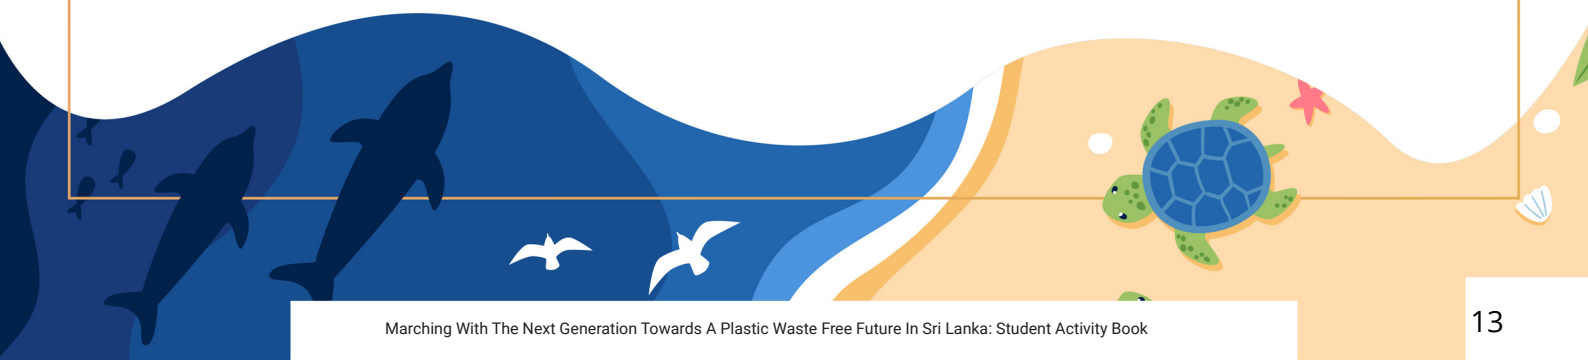 Marching With The Next Generation Towards A Plastic Waste Free Future In Sri Lanka: Student Activity Book
13